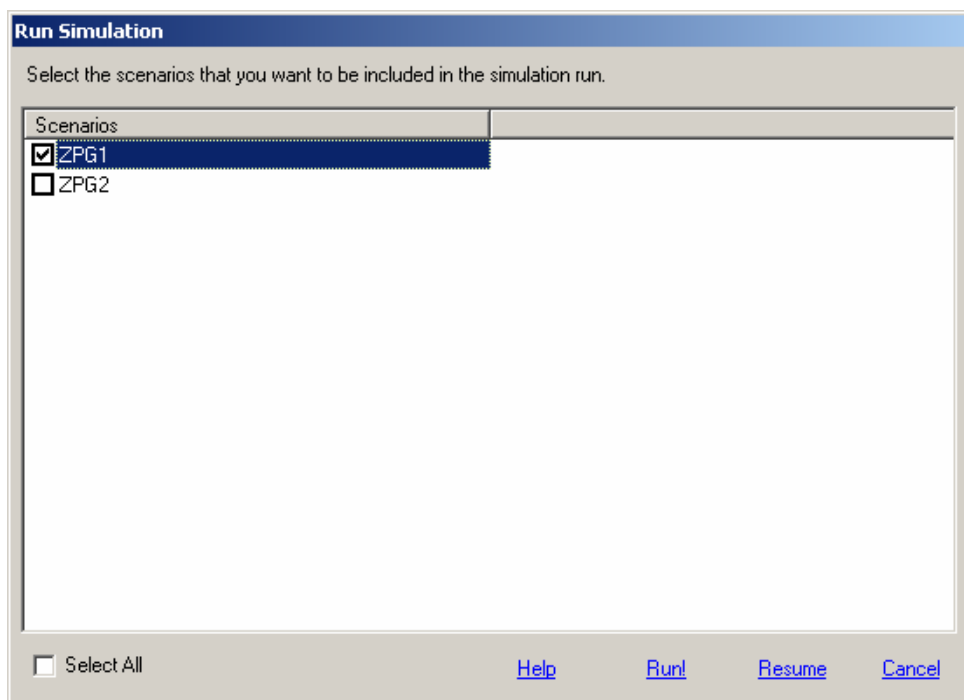 Run Simulation
Select the scenarios that you want to be included in the simulation run.
Scenarios
ZPG1
ZPG2
Select All Help Run! Resume Cancel